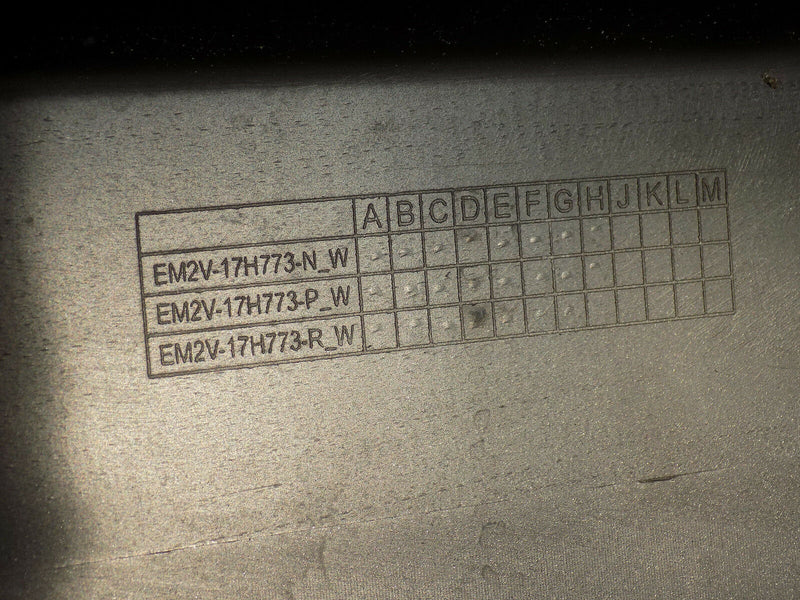 A B C D E F G H J K L M
EM2V-17H773-N_W
EM2V-17H773-P_W
EM2V-17H773-R_W